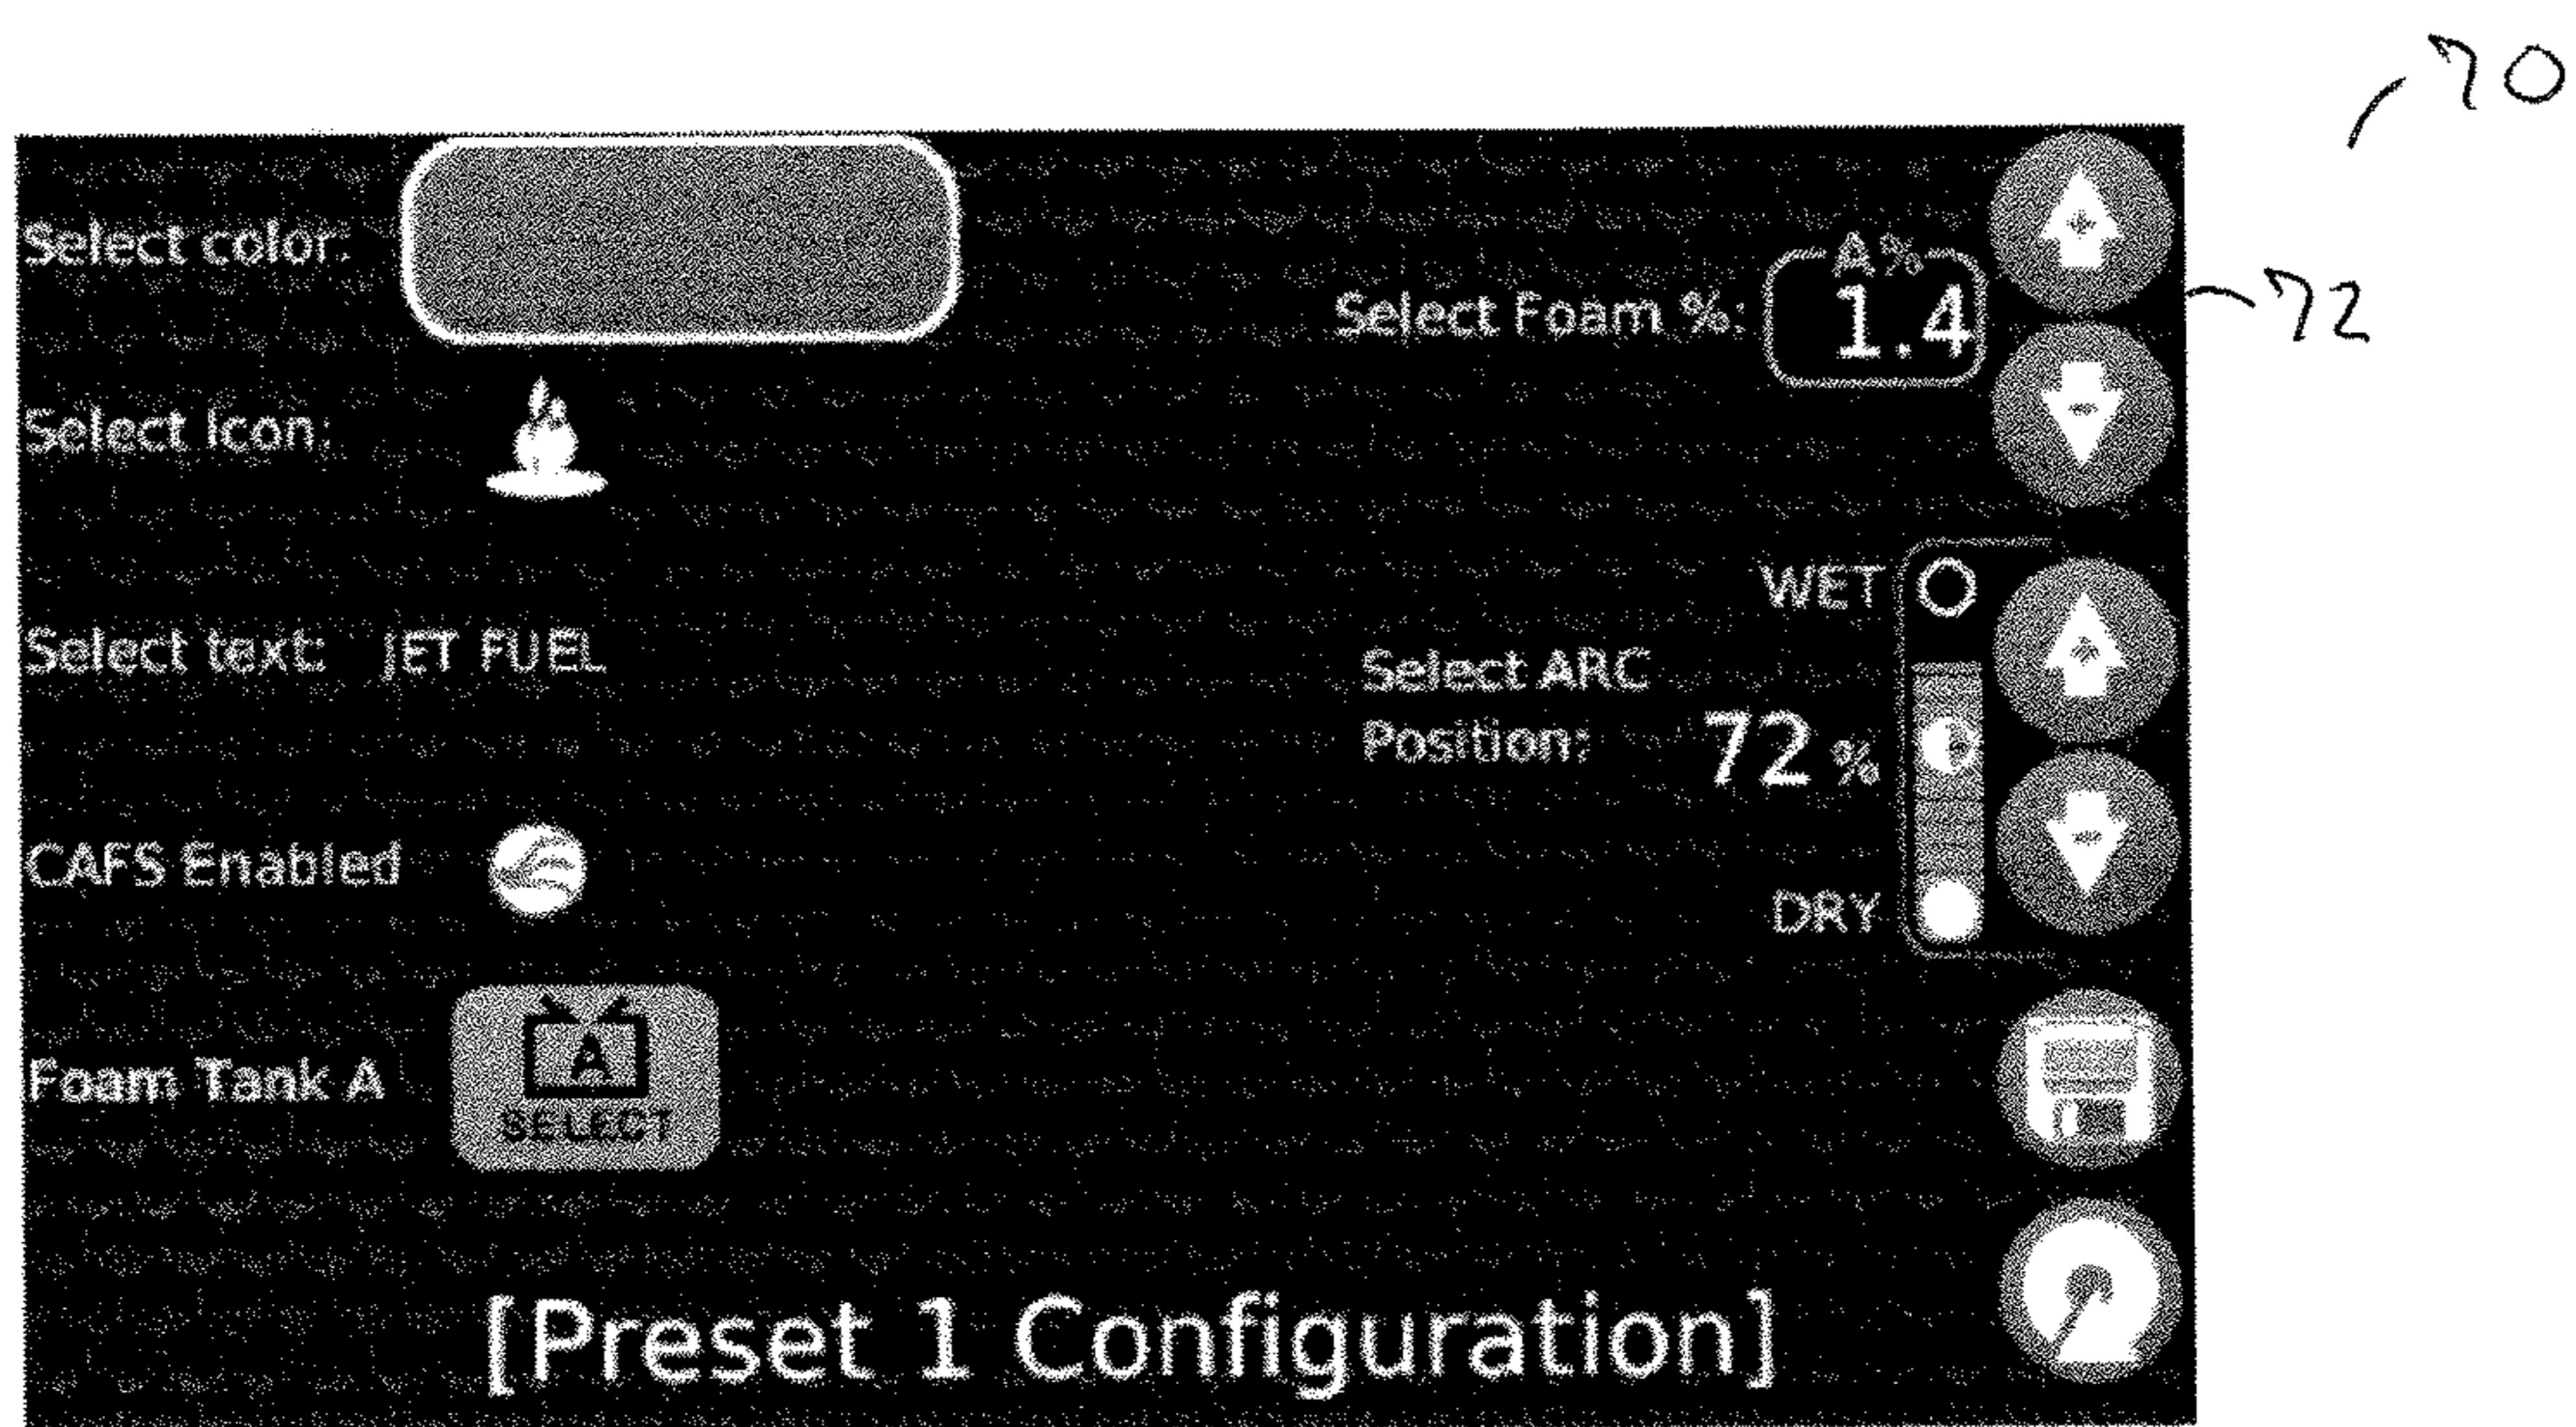 70
Select color:
A%
Select Foam %: 1.4
72
Select Icon:
WET
Select text: JET FUEL
Select ARC
Position: 72 %
CAFS Enabled
DRY
A
Foam Tank A
SELECT
[Preset 1 Configuration]